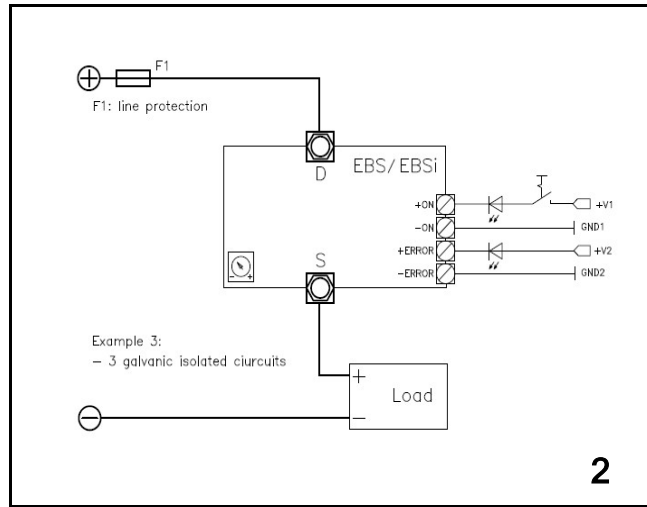 F1
F1: line protection
D
EBS/EBSi
+ON
+V1
-ON
GND1
+ERROR
+V2
-ERROR
GND2
- +
S
Example 3:
- 3 galvanic isolated ciurcuits
+
Load
-
2